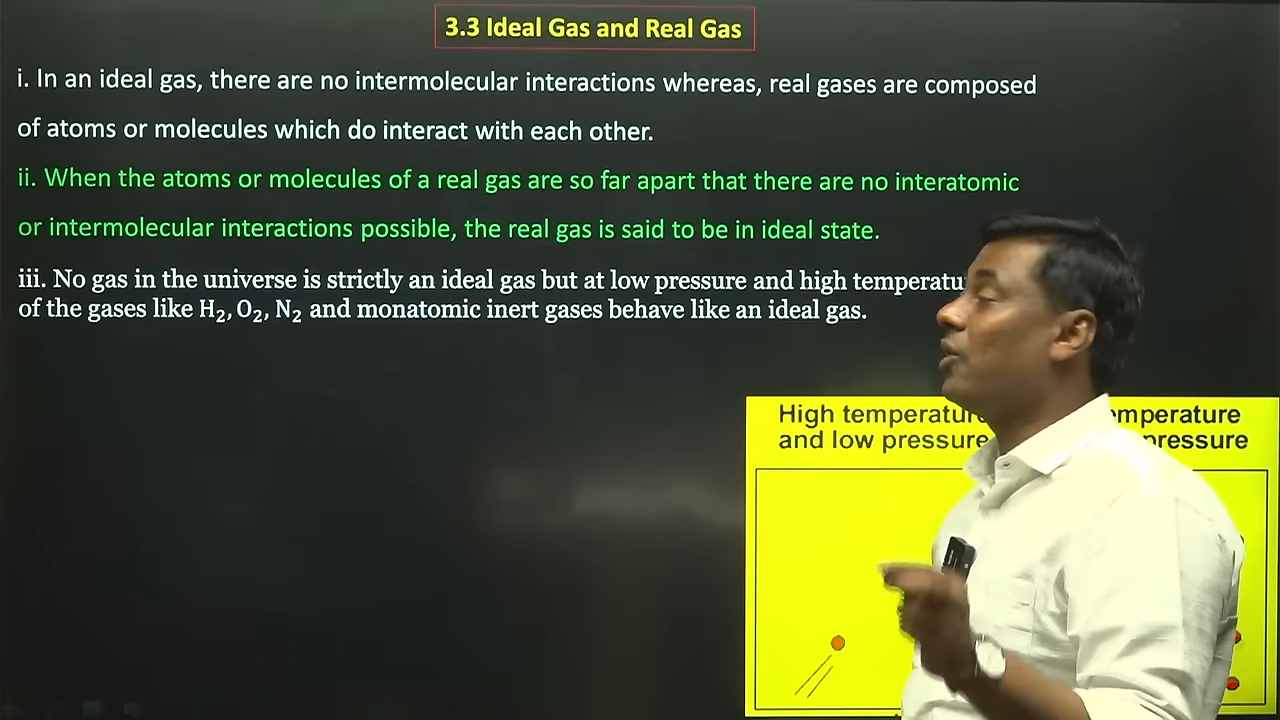 3.3 Ideal Gas and Real Gas
i. In an ideal gas, there are no intermolecular interactions whereas, real gases are composed
of atoms or molecules which do interact with each other.
ii. When the atoms or molecules of a real gas are so far apart that there are no interatomic
or intermolecular interactions possible, the real gas is said to be in ideal state.
iii. No gas in the universe is strictly an ideal gas but at low pressure and high
of the gases like H₂, O₂, N₂ and monatomic inert gases behave like an ideal gas.
High temperature
and low pressure
pressure